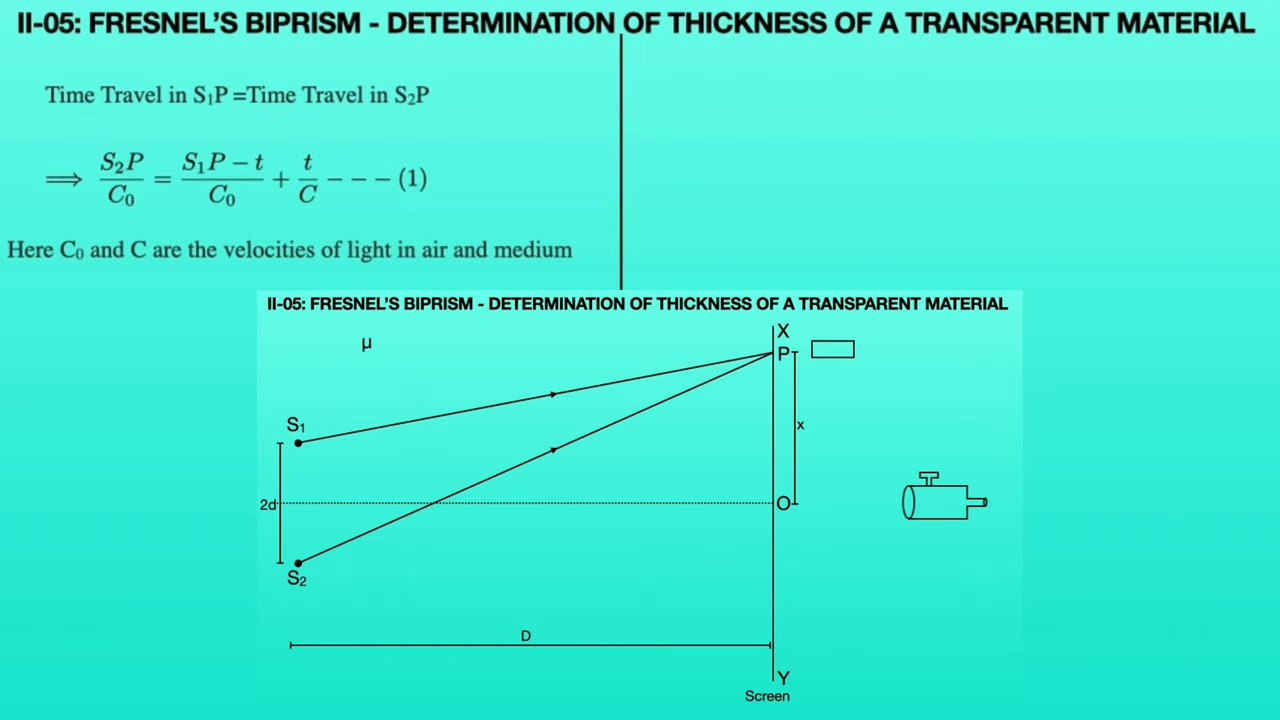 II-05: FRESNEL'S BIPRISM - DETERMINATION OF THICKNESS OF A TRANSPARENT MATERIAL
Time Travel in S₁P =Time Travel in S₂P
⟹ S₂P/C₀ = (S₁P − t)/C₀ + t/C − − − (1)
Here C₀ and C are the velocities of light in air and medium
II-05: FRESNEL'S BIPRISM - DETERMINATION OF THICKNESS OF A TRANSPARENT MATERIAL
X
μ
P
S₁
x
2d
O
S₂
D
Y
Screen